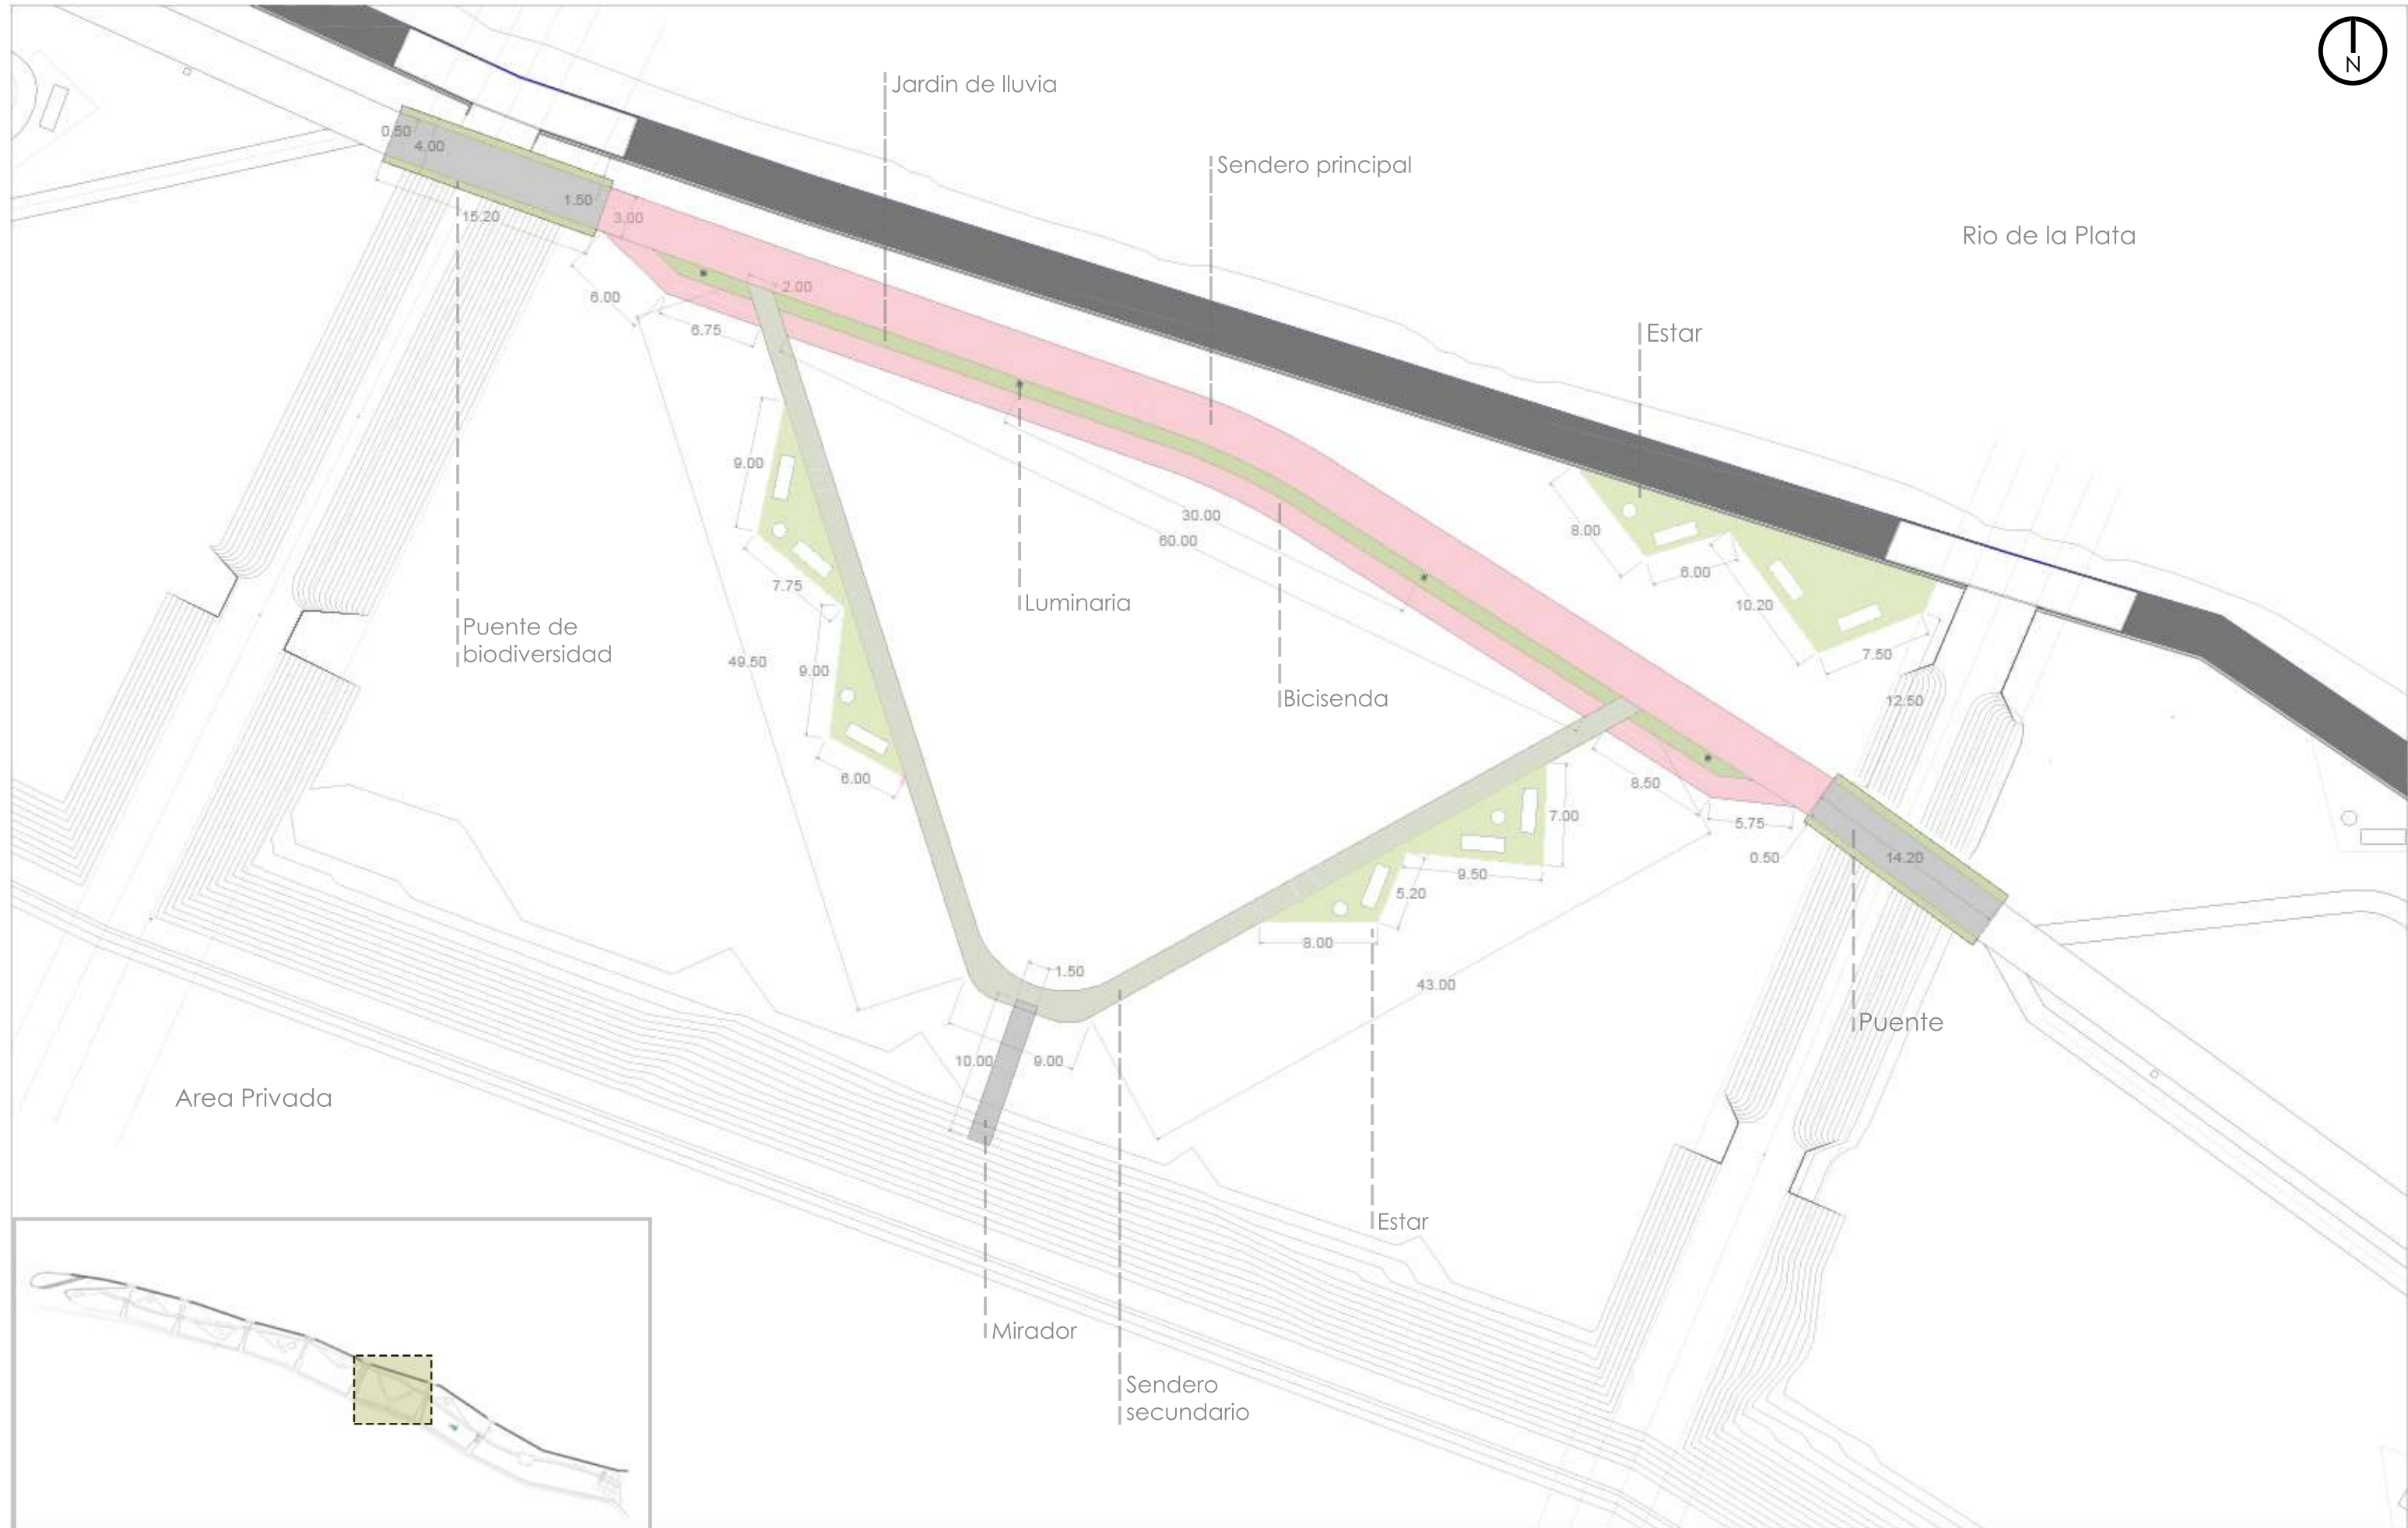 N
Jardin de lluvia
0.50
4.00
Sendero principal
1.50
3.00
15.20
Rio de la Plata
2.00
6.00
6.75
Estar
9.00
30.00
8.00
60.00
6.00
7.75
Luminaria
10.20
Puente de
biodiversidad
49.50
9.00
7.50
Bicisenda
12.50
6.00
8.50
7.00
5.75
0.50
14.20
9.50
5.20
8.00
1.50
43.00
Puente
10.00
9.00
Area Privada
Estar
Mirador
Sendero
secundario